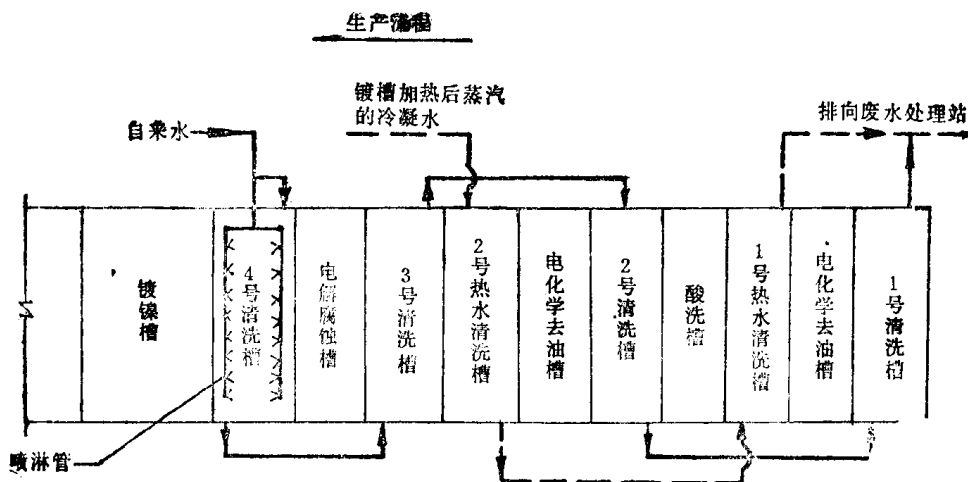 生产流程
镀槽加热后蒸汽
的冷凝水
自来水
排向废水处理站
镀镍槽
4号清洗槽
电解腐蚀槽
3号清洗槽
2号热水清洗槽
电化学去油槽
2号清洗槽
酸洗槽
1号热水清洗槽
电化学去油槽
1号清洗槽
喷淋管